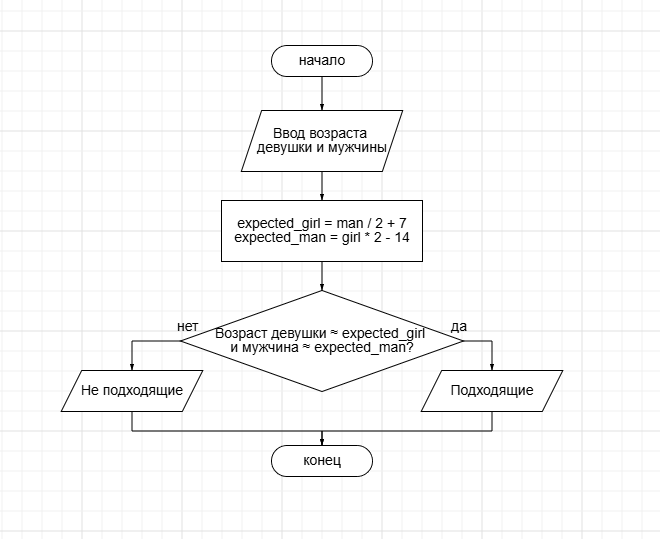 начало
Ввод возраста
девушки и мужчины
expected_girl = man / 2 + 7
expected_man = girl * 2 - 14
нет
да
Возраст девушки ≈ expected_girl
и мужчина ≈ expected_man?
Не подходящие
Подходящие
конец